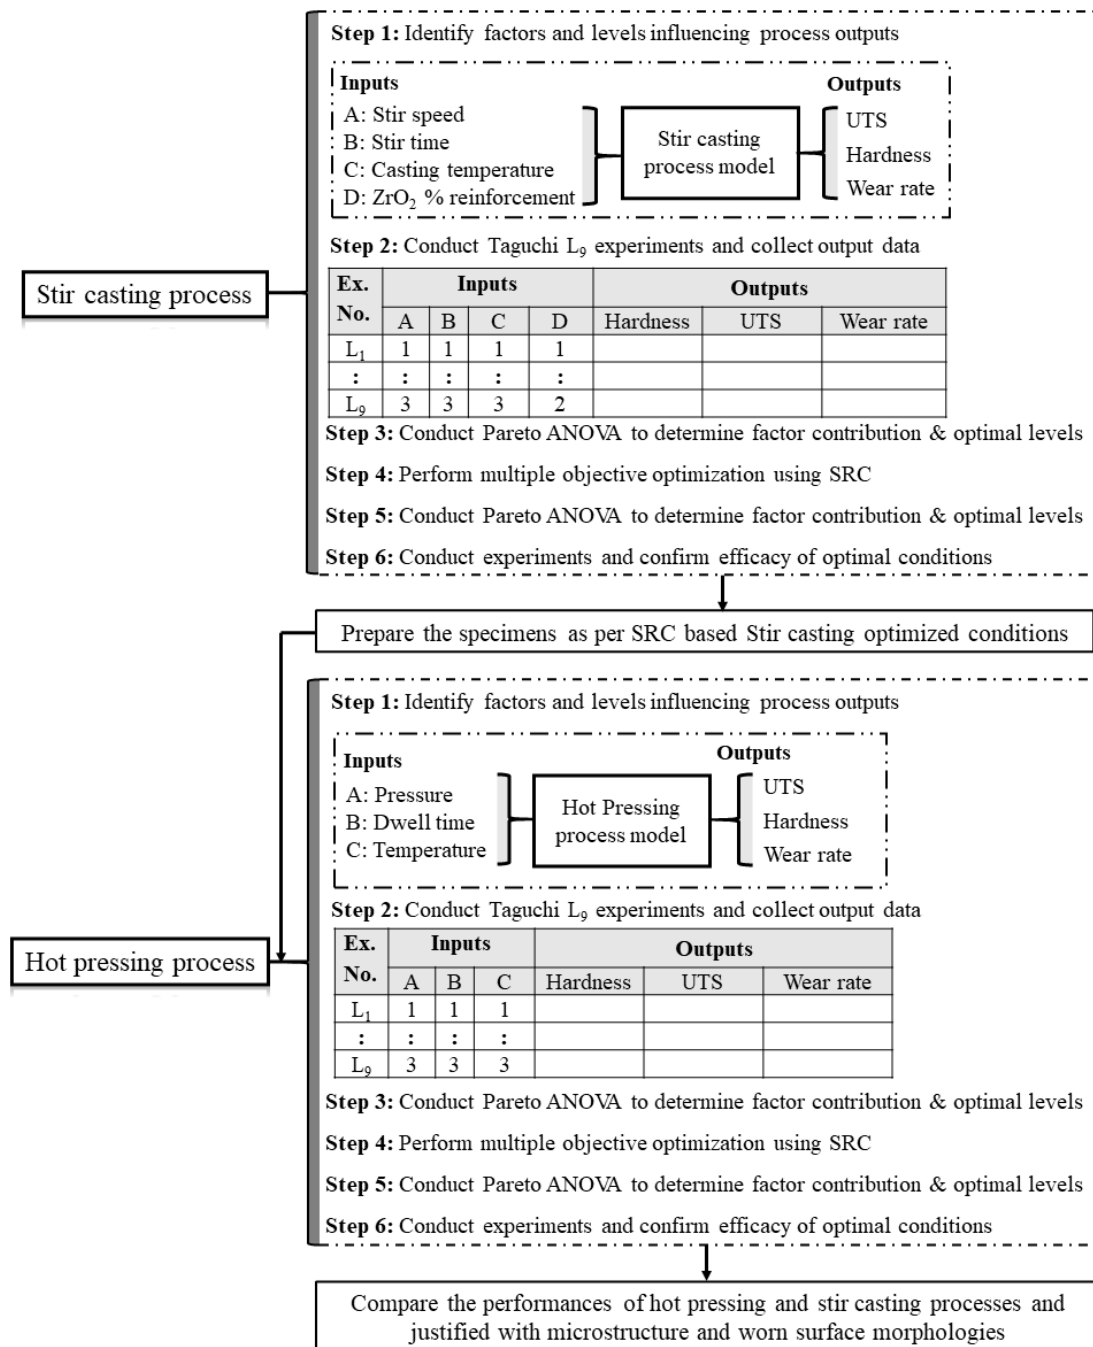 Step 1: Identify factors and levels influencing process outputs
Inputs
Outputs
A: Stir speed
B: Stir time
C: Casting temperature
D: ZrO₂ % reinforcement
Stir casting
process model
UTS
Hardness
Wear rate
Step 2: Conduct Taguchi L₉ experiments and collect output data
Stir casting process
Ex. No. Inputs Outputs
A B C D Hardness UTS Wear rate
L₁ 1 1 1 1
: : : : :
L₉ 3 3 3 2
Step 3: Conduct Pareto ANOVA to determine factor contribution & optimal levels
Step 4: Perform multiple objective optimization using SRC
Step 5: Conduct Pareto ANOVA to determine factor contribution & optimal levels
Step 6: Conduct experiments and confirm efficacy of optimal conditions
Prepare the specimens as per SRC based Stir casting optimized conditions
Step 1: Identify factors and levels influencing process outputs
Inputs
Outputs
A: Pressure
B: Dwell time
C: Temperature
Hot Pressing
process model
UTS
Hardness
Wear rate
Step 2: Conduct Taguchi L₉ experiments and collect output data
Hot pressing process
Ex. No. Inputs Outputs
A B C Hardness UTS Wear rate
L₁ 1 1 1
: : : :
L₉ 3 3 3
Step 3: Conduct Pareto ANOVA to determine factor contribution & optimal levels
Step 4: Perform multiple objective optimization using SRC
Step 5: Conduct Pareto ANOVA to determine factor contribution & optimal levels
Step 6: Conduct experiments and confirm efficacy of optimal conditions
Compare the performances of hot pressing and stir casting processes and
justified with microstructure and worn surface morphologies